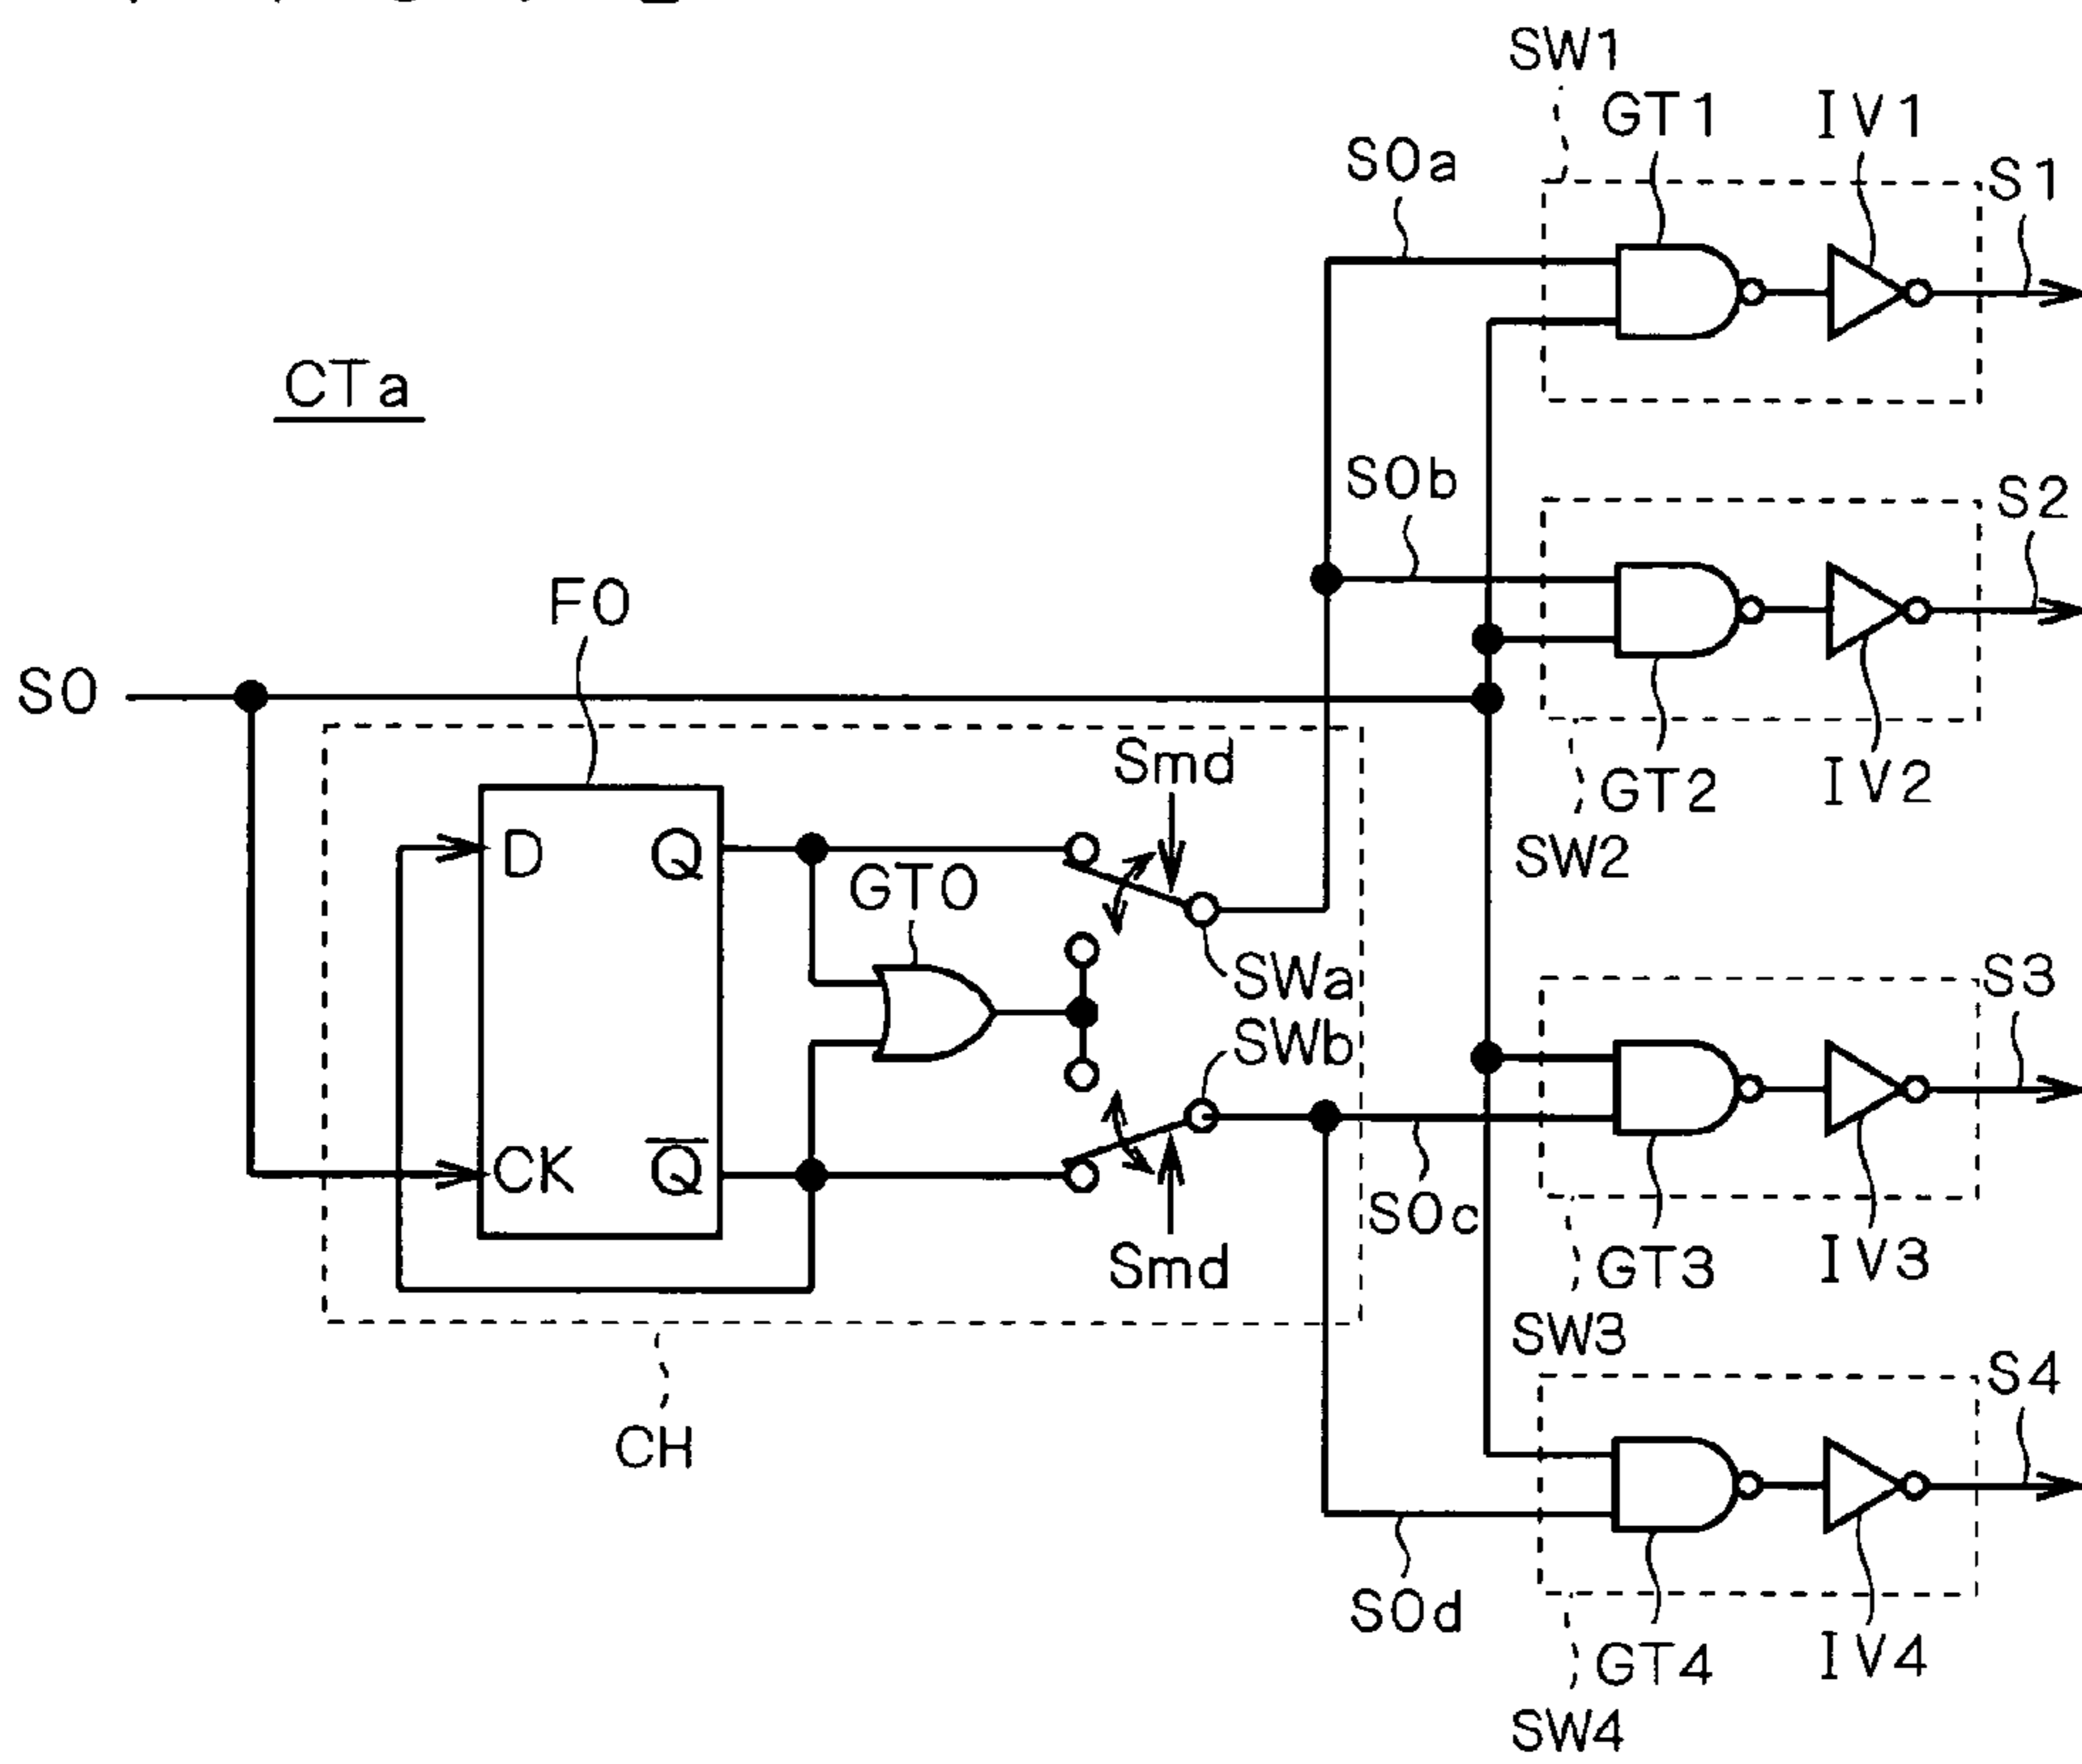 SW1
GT1
IV1
S0a
S1
CTa
S0b
S2
F0
S0
Smd
GT2
IV2
SW2
D
Q
GT0
SWa
S3
SWb
CK
Q̅
S0c
Smd
GT3
IV3
SW3
S4
CH
S0d
GT4
IV4
SW4